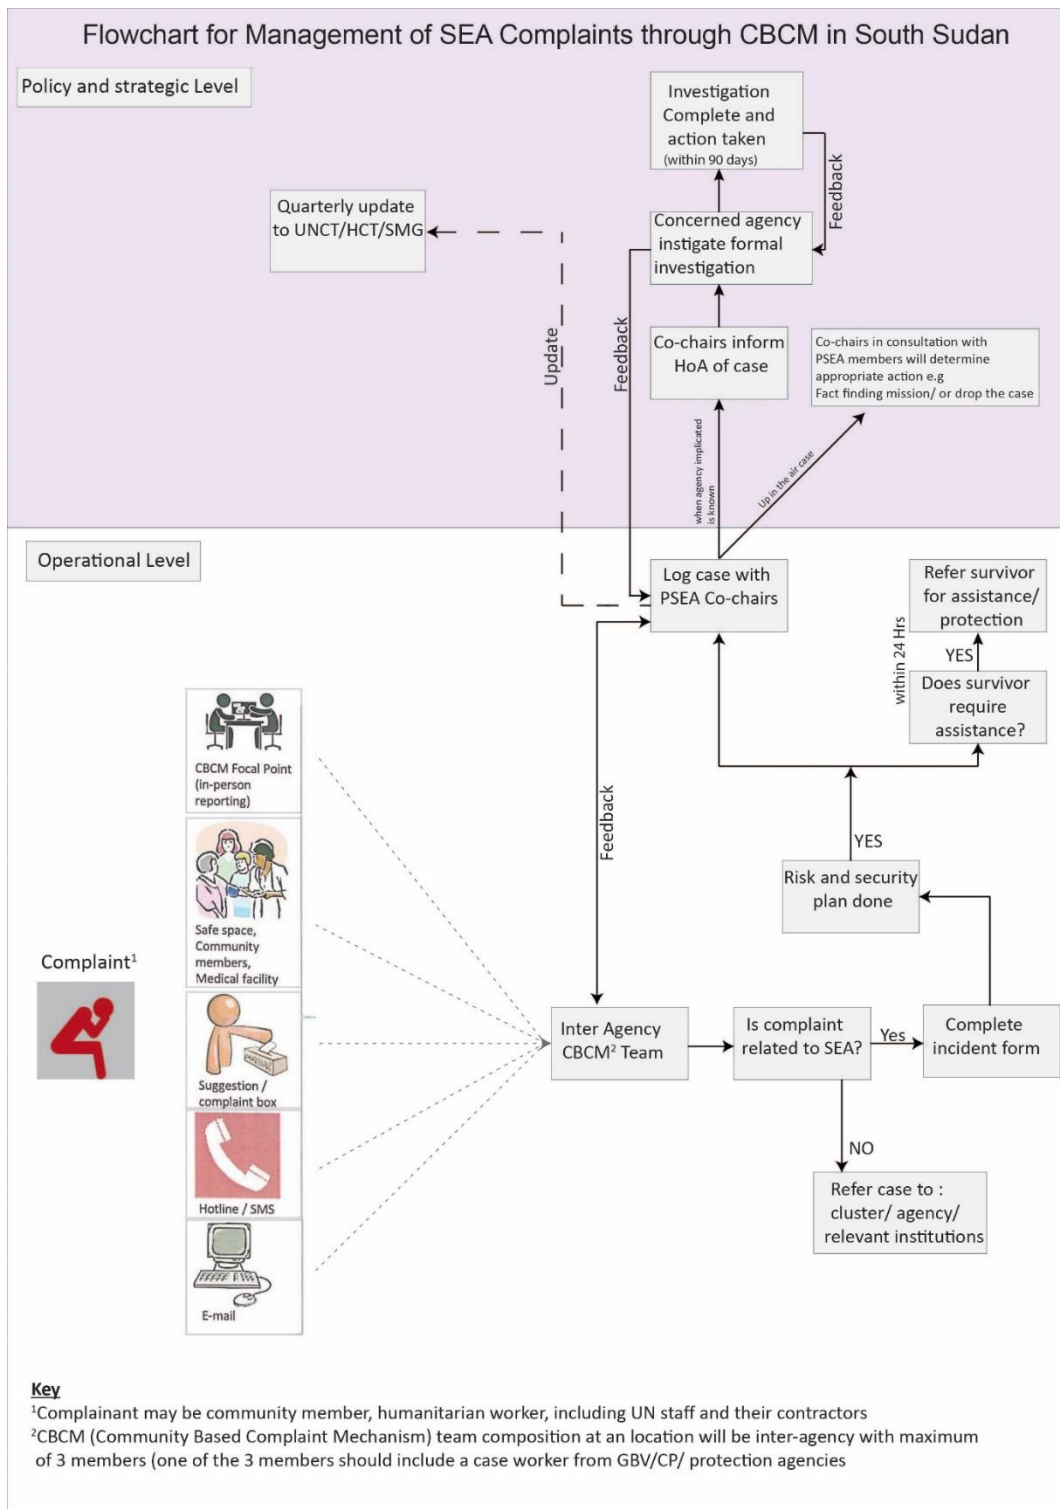 Flowchart for Management of SEA Complaints through CBCM in South Sudan
Policy and strategic Level
Investigation
Complete and
action taken
(within 90 days)
Feedback
Quarterly update
to UNCT/HCT/SMG
Concerned agency
instigate formal
investigation
Update
Feedback
Co-chairs inform
HoA of case
Co-chairs in consultation with
PSEA members will determine
appropriate action e.g
Fact finding mission/ or drop the case
when agency implicated
is known
Up in the air case
Operational Level
Log case with
PSEA Co-chairs
Refer survivor
for assistance/
protection
within 24 Hrs
YES
Does survivor
require
assistance?
CBCM Focal Point
(in-person
reporting)
Feedback
YES
Risk and security
plan done
Safe space,
Community
members,
Medical facility
Complaint¹
Inter Agency
CBCM² Team
Is complaint
related to SEA?
Yes
Complete
incident form
Suggestion /
complaint box
NO
Refer case to :
cluster/ agency/
relevant institutions
Hotline / SMS
E-mail
Key
¹Complainant may be community member, humanitarian worker, including UN staff and their contractors
²CBCM (Community Based Complaint Mechanism) team composition at an location will be inter-agency with maximum
of 3 members (one of the 3 members should include a case worker from GBV/CP/ protection agencies